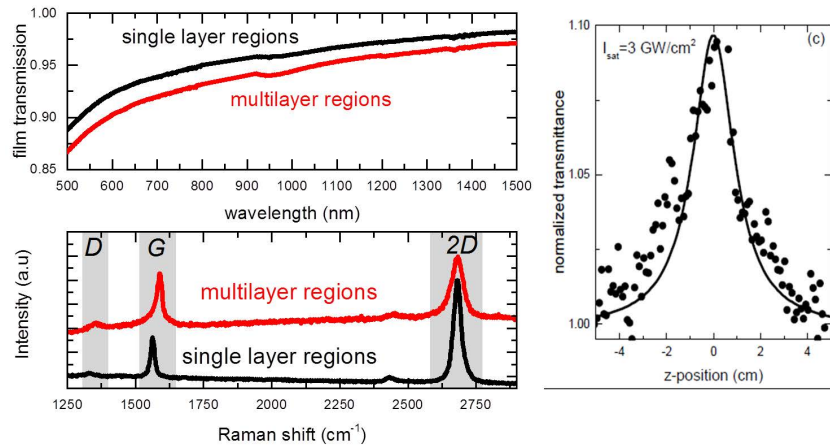 film transmission
1.00
0.95
0.90
0.85
single layer regions
multilayer regions
500 600 700 800 900 1000 1100 1200 1300 1400 1500
wavelength (nm)
Intensity (a.u)
D G 2D
multilayer regions
single layer regions
1250 1500 1750 2000 2250 2500 2750
Raman shift (cm-1)
normalized transmittance
1.10
1.05
1.00
(c)
Isat=3 GW/cm2
-4 -2 0 2 4
z-position (cm)